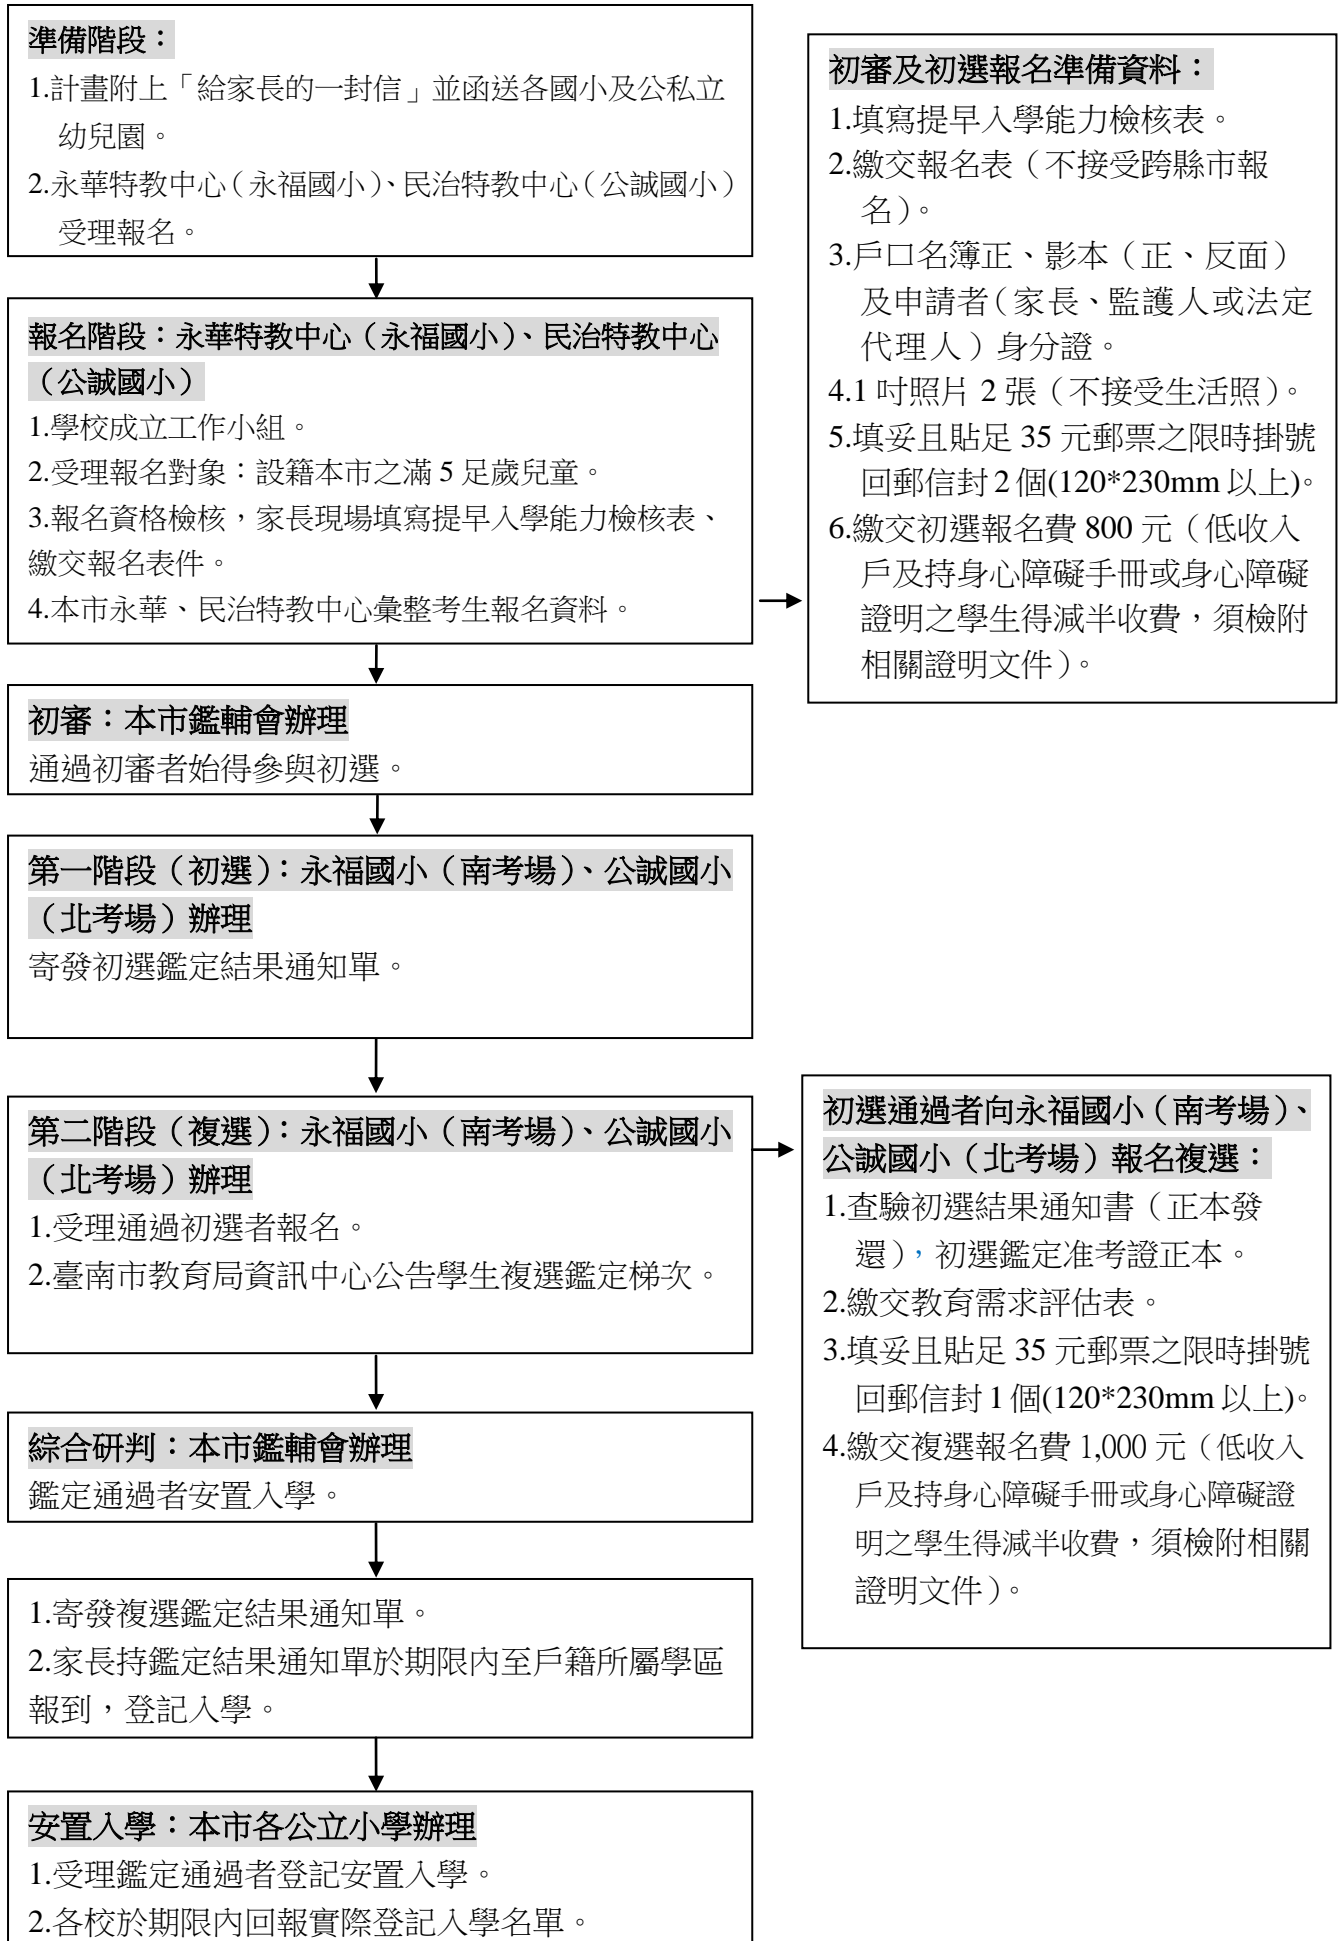 準備階段：
1.計畫附上「給家長的一封信」並函送各國小及公私立
幼兒園。
2.永華特教中心（永福國小）、民治特教中心（公誠國小）
受理報名。
報名階段：永華特教中心（永福國小）、民治特教中心
（公誠國小）
1.學校成立工作小組。
2.受理報名對象：設籍本市之滿 5 足歲兒童。
3.報名資格檢核，家長現場填寫提早入學能力檢核表、
繳交報名表件。
4.本市永華、民治特教中心彙整考生報名資料。
初審及初選報名準備資料：
1.填寫提早入學能力檢核表。
2.繳交報名表（不接受跨縣市報
名）。
3.戶口名簿正、影本（正、反面）
及申請者（家長、監護人或法定
代理人）身分證。
4.1 吋照片 2 張（不接受生活照）。
5.填妥且貼足 35 元郵票之限時掛號
回郵信封 2 個(120*230mm 以上)。
6.繳交初選報名費 800 元（低收入
戶及持身心障礙手冊或身心障礙
證明之學生得減半收費，須檢附
相關證明文件）。
初審：本市鑑輔會辦理
通過初審者始得參與初選。
第一階段（初選）：永福國小（南考場）、公誠國小
（北考場）辦理
寄發初選鑑定結果通知單。
第二階段（複選）：永福國小（南考場）、公誠國小
（北考場）辦理
1.受理通過初選者報名。
2.臺南市教育局資訊中心公告學生複選鑑定梯次。
初選通過者向永福國小（南考場）、
公誠國小（北考場）報名複選：
1.查驗初選結果通知書（正本發
還），初選鑑定准考證正本。
2.繳交教育需求評估表。
3.填妥且貼足 35 元郵票之限時掛號
回郵信封 1 個(120*230mm 以上)。
4.繳交複選報名費 1,000 元（低收入
戶及持身心障礙手冊或身心障礙證
明之學生得減半收費，須檢附相關
證明文件）。
綜合研判：本市鑑輔會辦理
鑑定通過者安置入學。
1.寄發複選鑑定結果通知單。
2.家長持鑑定結果通知單於期限內至戶籍所屬學區
報到，登記入學。
安置入學：本市各公立小學辦理
1.受理鑑定通過者登記安置入學。
2.各校於期限內回報實際登記入學名單。